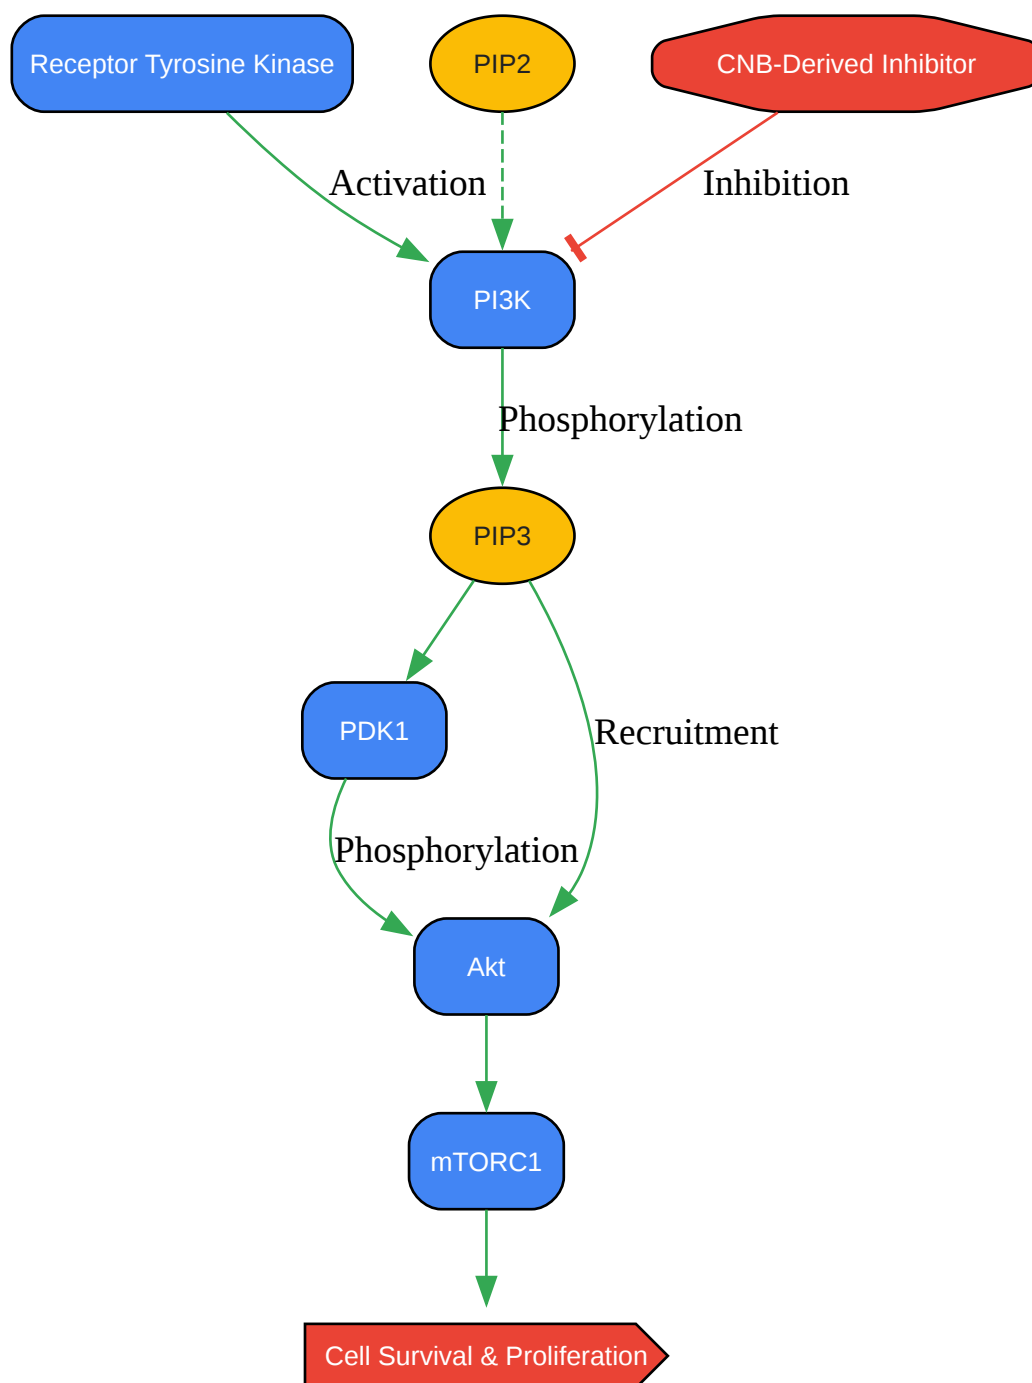 Receptor Tyrosine Kinase
PIP2
CNB-Derived Inhibitor
Activation
Inhibition
PI3K
Phosphorylation
PIP3
PDK1
Recruitment
Phosphorylation
Akt
mTORC1
Cell Survival & Proliferation